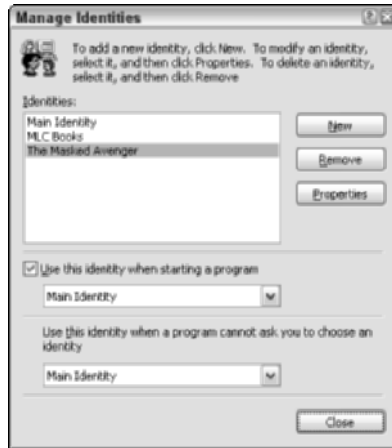 Manage Identities
To add a new identity, click New. To modify an identity,
select it, and then click Properties. To delete an identity,
select it, and then click Remove
Identities:
Main Identity
MLC Books
The Masked Avenger
New
Remove
Properties
Use this identity when starting a program
Main Identity
Use this identity when a program cannot ask you to choose an
identity
Main Identity
Close